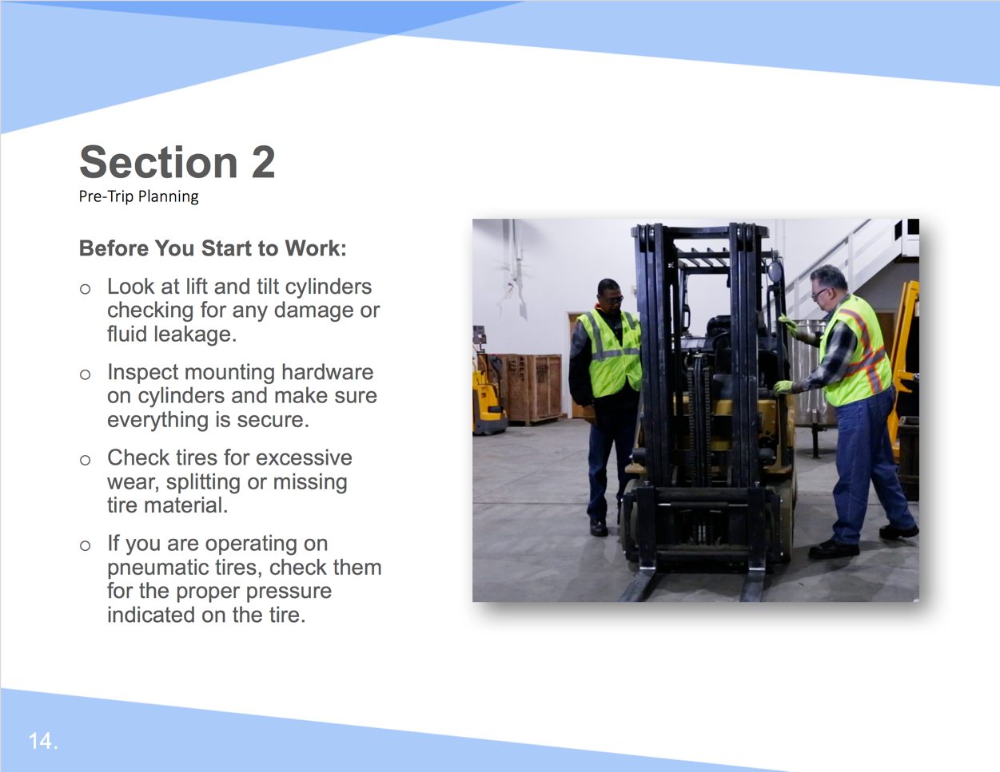 Section 2
Pre-Trip Planning
Before You Start to Work:
o Look at lift and tilt cylinders
checking for any damage or
fluid leakage.
o Inspect mounting hardware
on cylinders and make sure
everything is secure.
o Check tires for excessive
wear, splitting or missing
tire material.
o If you are operating on
pneumatic tires, check them
for the proper pressure
indicated on the tire.
14.